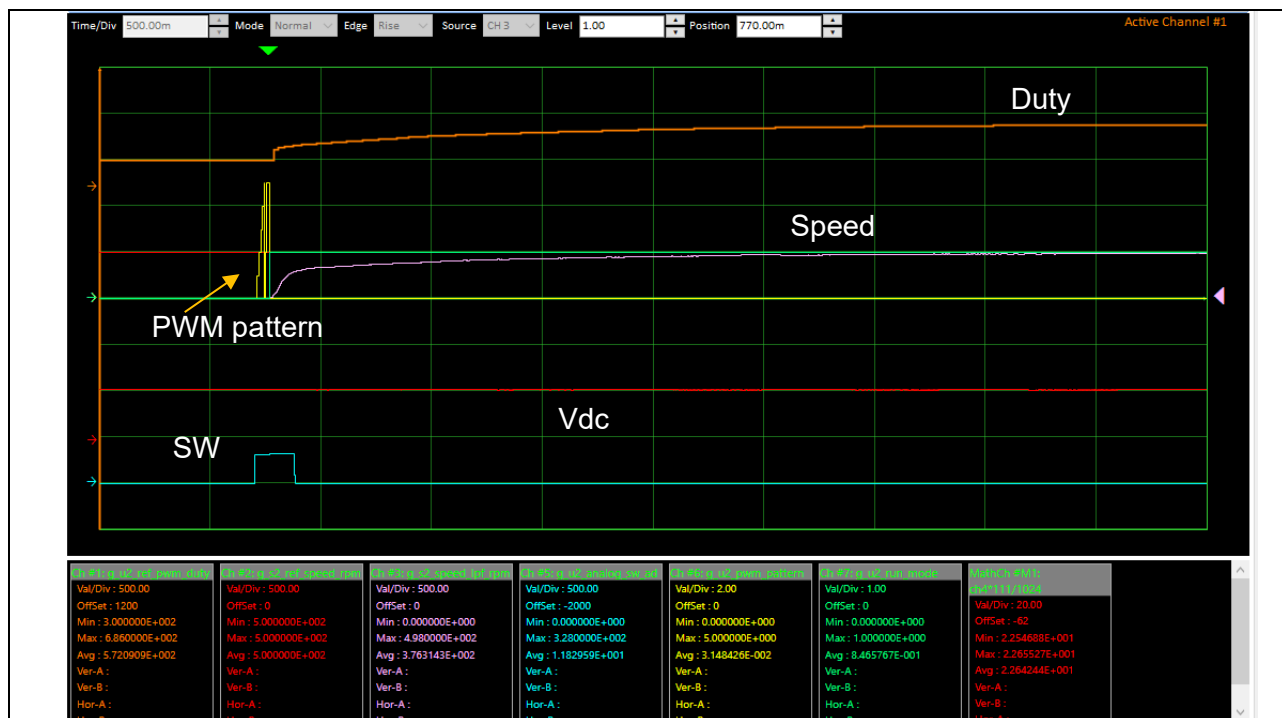 Time/Div 500.00m Mode Normal Edge Rise Source CH 3 Level 1.00 Position 770.00m Active Channel #1
Duty
Speed
PWM pattern
Vdc
SW
Ch #1: g_u2_ref_pwm_duty Ch #2: g_s2_ref_speed_rpm Ch #3: g_s2_speed_lpf_rpm Ch #5: g_u2_analog_sw_ad Ch #6: g_u2_pwm_pattern Ch #7: g_u2_run_mode MathCh #M1:
ch4*111/1024
Val/Div : 500.00 Val/Div : 500.00 Val/Div : 500.00 Val/Div : 500.00 Val/Div : 2.00 Val/Div : 1.00 Val/Div : 20.00
OffSet : 1200 OffSet : 0 OffSet : 0 OffSet : -2000 OffSet : 0 OffSet : 0 OffSet : -62
Min : 3.000000E+002 Min : 5.000000E+002 Min : 0.000000E+000 Min : 0.000000E+000 Min : 0.000000E+000 Min : 0.000000E+000 Min : 2.254688E+001
Max : 6.860000E+002 Max : 5.000000E+002 Max : 4.980000E+002 Max : 3.280000E+002 Max : 5.000000E+000 Max : 1.000000E+000 Max : 2.265527E+001
Avg : 5.720909E+002 Avg : 5.000000E+002 Avg : 3.763143E+002 Avg : 1.182959E+001 Avg : 3.148426E-002 Avg : 8.465767E-001 Avg : 2.264244E+001
Ver-A : Ver-A : Ver-A : Ver-A : Ver-A : Ver-A : Ver-A :
Ver-B : Ver-B : Ver-B : Ver-B : Ver-B : Ver-B : Ver-B :
Hor-A : Hor-A : Hor-A : Hor-A : Hor-A : Hor-A :